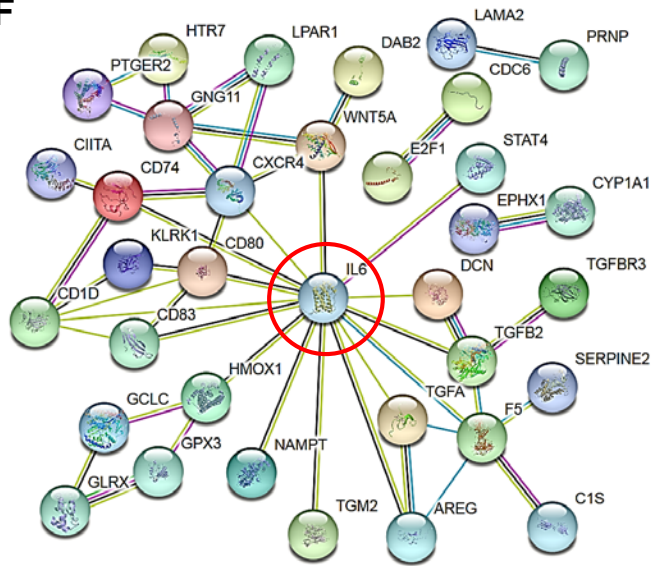 F
HTR7
LPAR1
LAMA2
DAB2
PRNP
PTGER2
CDC6
GNG11
WNT5A
CIITA
E2F1
STAT4
CD74
CXCR4
CYP1A1
EPHX1
KLRK1
CD80
DCN
IL6
TGFBR3
CD1D
CD83
TGFB2
SERPINE2
HMOX1
TGFA
GCLC
F5
GPX3
NAMPT
GLRX
C1S
TGM2
AREG